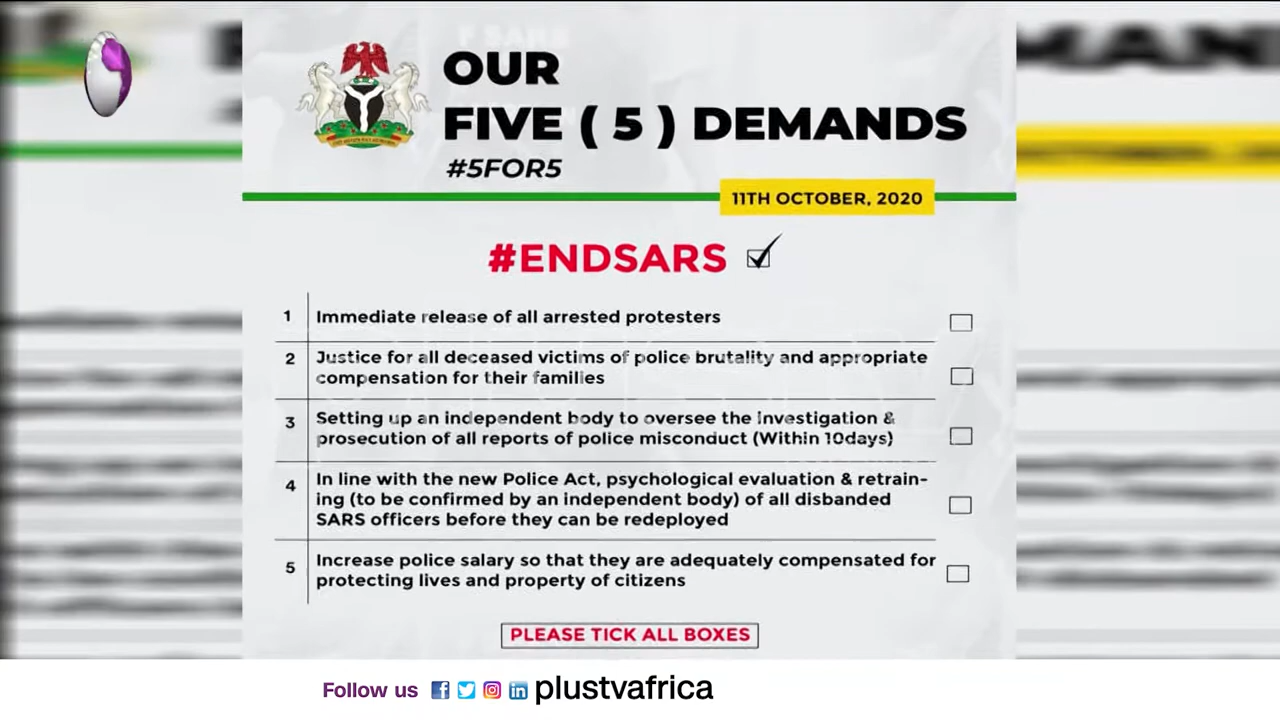 OUR
FIVE ( 5 ) DEMANDS
#5FOR5
11TH OCTOBER, 2020
#ENDSARS
1 Immediate release of all arrested protesters
2 Justice for all deceased victims of police brutality and appropriate
compensation for their families
3 Setting up an independent body to oversee the investigation &
prosecution of all reports of police misconduct (Within 10days)
4 In line with the new Police Act, psychological evaluation & retrain-
ing (to be confirmed by an independent body) of all disbanded
SARS officers before they can be redeployed
5 Increase police salary so that they are adequately compensated for
protecting lives and property of citizens
PLEASE TICK ALL BOXES
Follow us plustvafrica